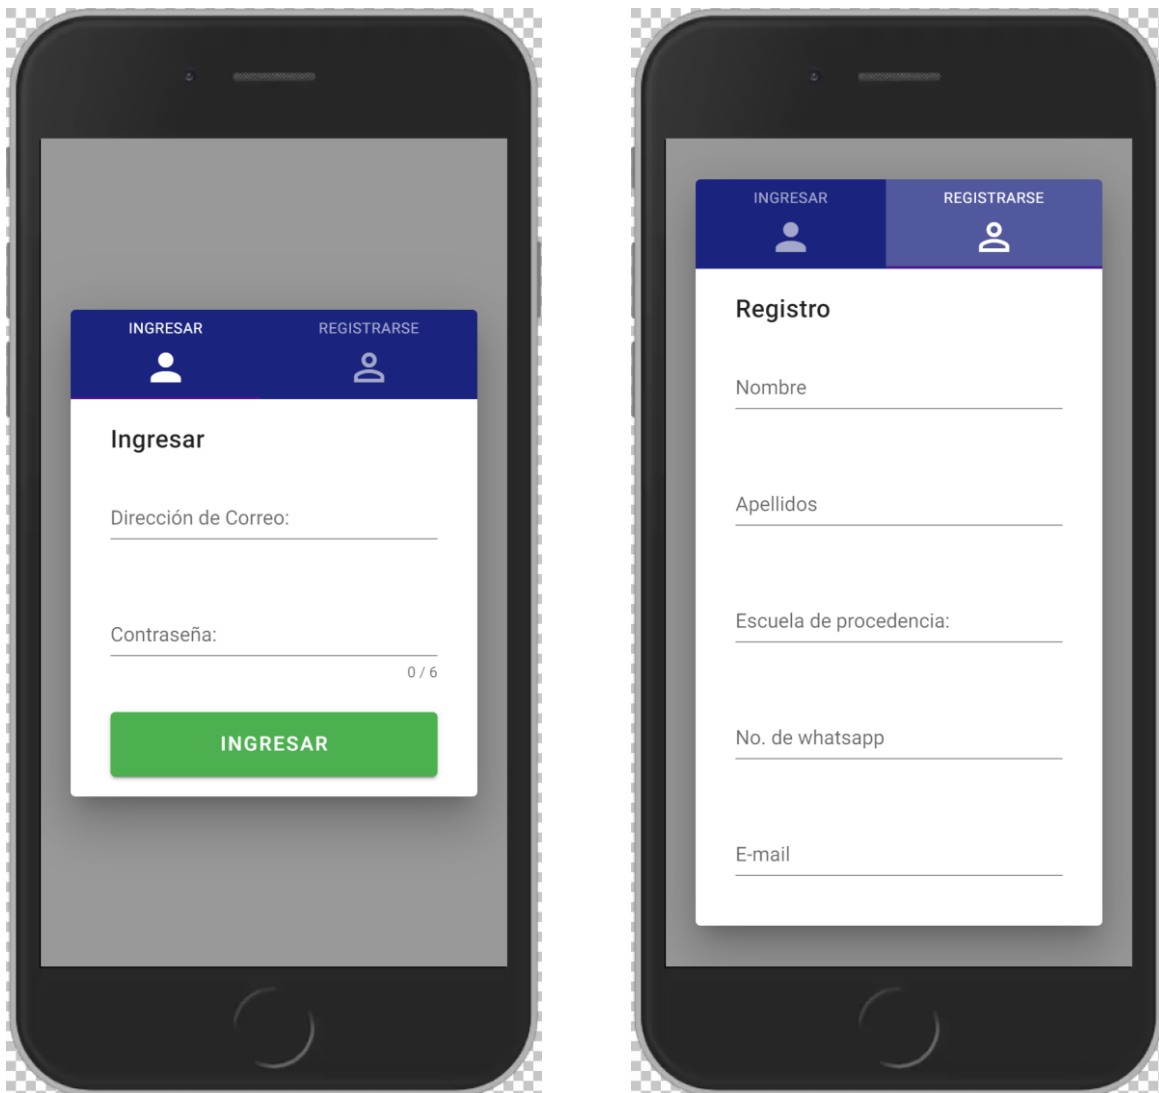 INGRESAR
REGISTRARSE
Ingresar
Dirección de Correo:
Contraseña:
0 / 6
INGRESAR
INGRESAR
REGISTRARSE
Registro
Nombre
Apellidos
Escuela de procedencia:
No. de whatsapp
E-mail